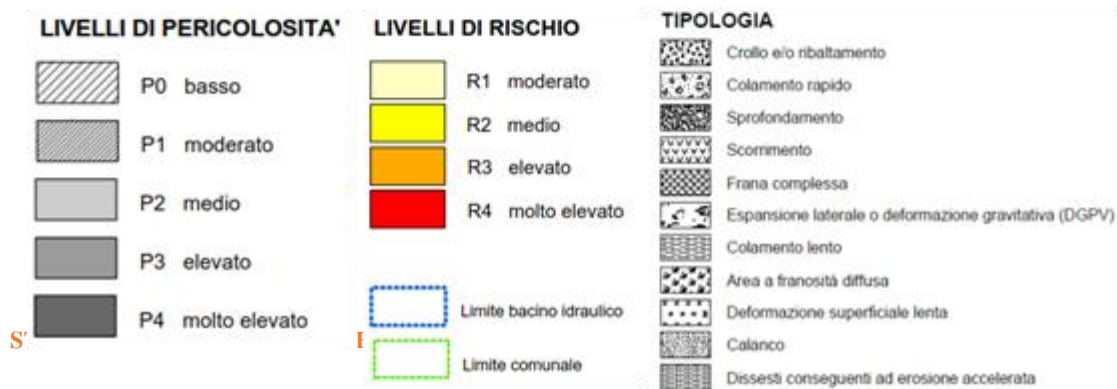 LIVELLI DI PERICOLOSITA'
P0 basso
P1 moderato
P2 medio
P3 elevato
P4 molto elevato
LIVELLI DI RISCHIO
R1 moderato
R2 medio
R3 elevato
R4 molto elevato
Limite bacino idraulico
Limite comunale
TIPOLOGIA
Crollo e/o ribaltamento
Colamento rapido
Sprofondamento
Scorrimento
Frana complessa
Espansione laterale o deformazione gravitativa (DGPV)
Colamento lento
Area a franosità diffusa
Deformazione superficiale lenta
Calanco
Dissesti conseguenti ad erosione accelerata